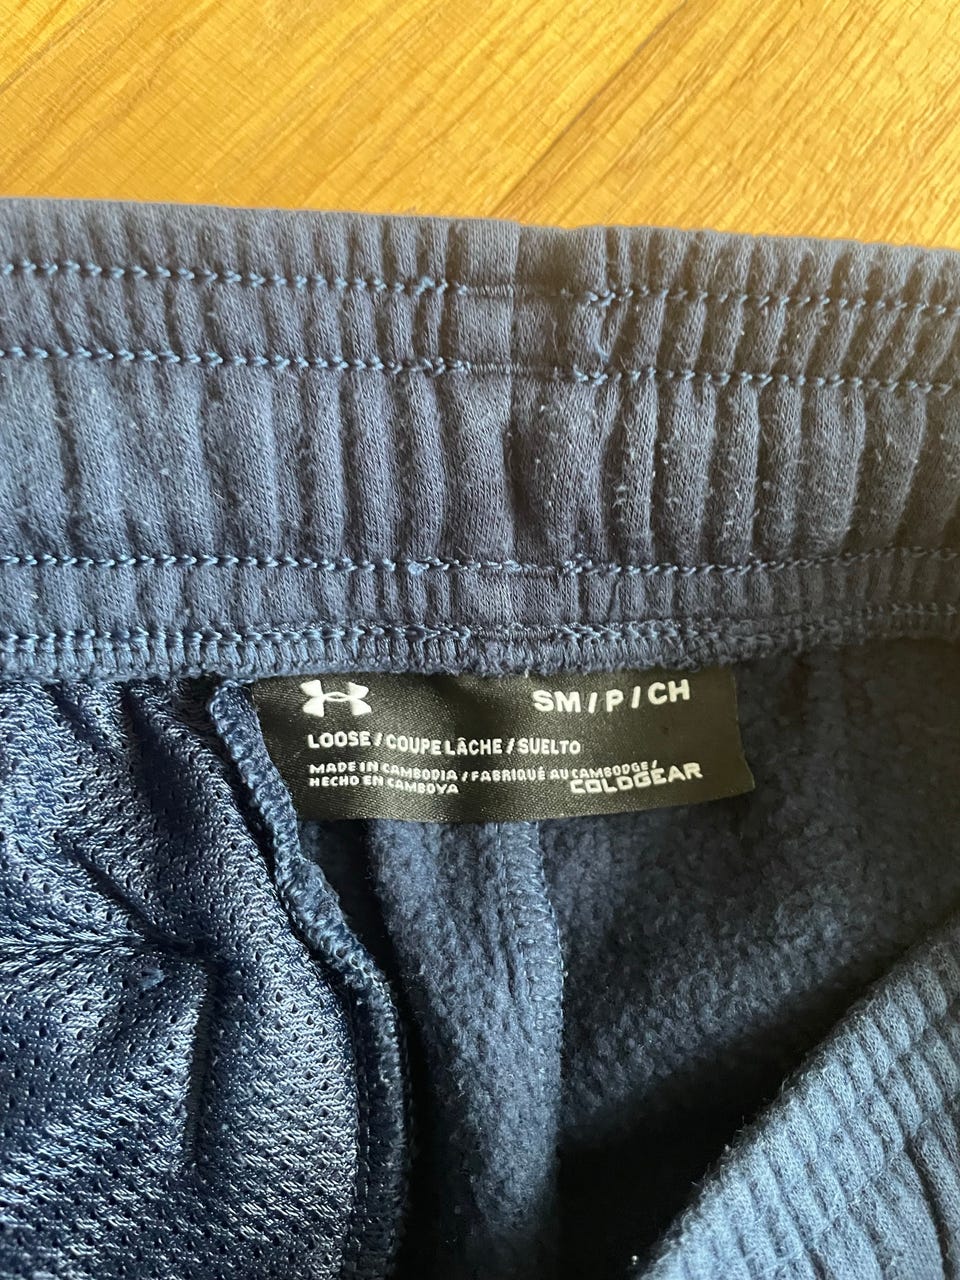 SM/P/CH
LOOSE/COUPE LÂCHE/SUELTO
MADE IN CAMBODIA/FABRIQUÉ AU CAMBODGE/
HECHO EN CAMBOYA
COLDGEAR